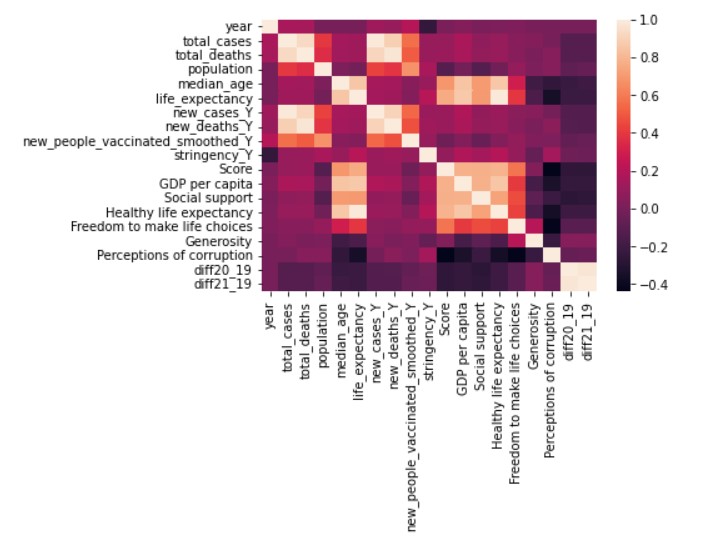 year
total_cases
total_deaths
population
median_age
life_expectancy
new_cases_Y
new_deaths_Y
new_people_vaccinated_smoothed_Y
stringency_Y
Score
GDP per capita
Social support
Healthy life expectancy
Freedom to make life choices
Generosity
Perceptions of corruption
diff20_19
diff21_19
year
total_cases
total_deaths
population
median_age
life_expectancy
new_cases_Y
new_deaths_Y
new_people_vaccinated_smoothed_Y
stringency_Y
Score
GDP per capita
Social support
Healthy life expectancy
Freedom to make life choices
Generosity
Perceptions of corruption
diff20_19
diff21_19
1.0
0.8
0.6
0.4
0.2
0.0
−0.2
−0.4